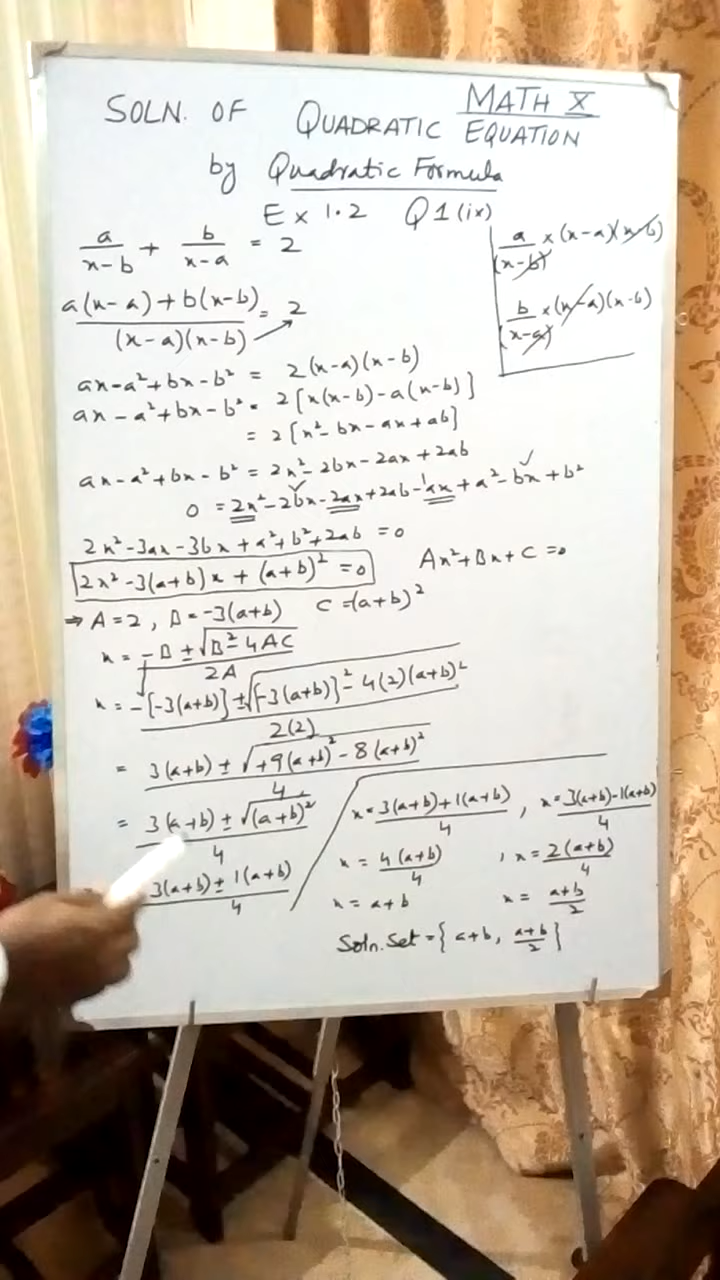 MATH X
SOLN. OF QUADRATIC EQUATION
by Quadratic Formula
Ex 1.2 Q1(ix)
a/(x-b) + b/(x-a) = 2
(a(x-a)+b(x-b))/((x-a)(x-b)) = 2
a/(x-b) × (x-a)(x-b)
b/(x-a) × (x-a)(x-b)
ax-a²+bx-b² = 2(x-a)(x-b)
ax-a²+bx-b² = 2[x(x-b)-a(x-b)]
= 2[x²-bx-ax+ab]
ax-a²+bx-b² = 2x²-2bx-2ax+2ab
0 = 2x²-2bx-2ax+2ab-1ax+a²-bx+b²
2x²-3ax-3bx+a²+b²+2ab = 0
2x²-3(a+b)x+(a+b)² = 0
Ax²+Bx+C=0
⇒ A=2, B=-3(a+b) C=(a+b)²
x = (-B ± √(B²-4AC))/2A
x = (-[-3(a+b)] ± √([-3(a+b)]²-4(2)(a+b)²))/2(2)
= (3(a+b) ± √(+9(a+b)²-8(a+b)²))/4
= (3(a+b) ± √(a+b)²)/4
3(a+b) ± 1(a+b)/4
x = (3(a+b)+1(a+b))/4 , x = (3(a+b)-1(a+b))/4
x = 4(a+b)/4 , x = 2(a+b)/4
x = a+b x = (a+b)/2
Soln. Set = {a+b, (a+b)/2}